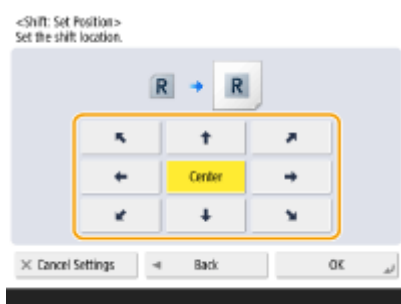 <Shift: Set Position>
Set the shift location.
R R
Center
Cancel Settings Back OK